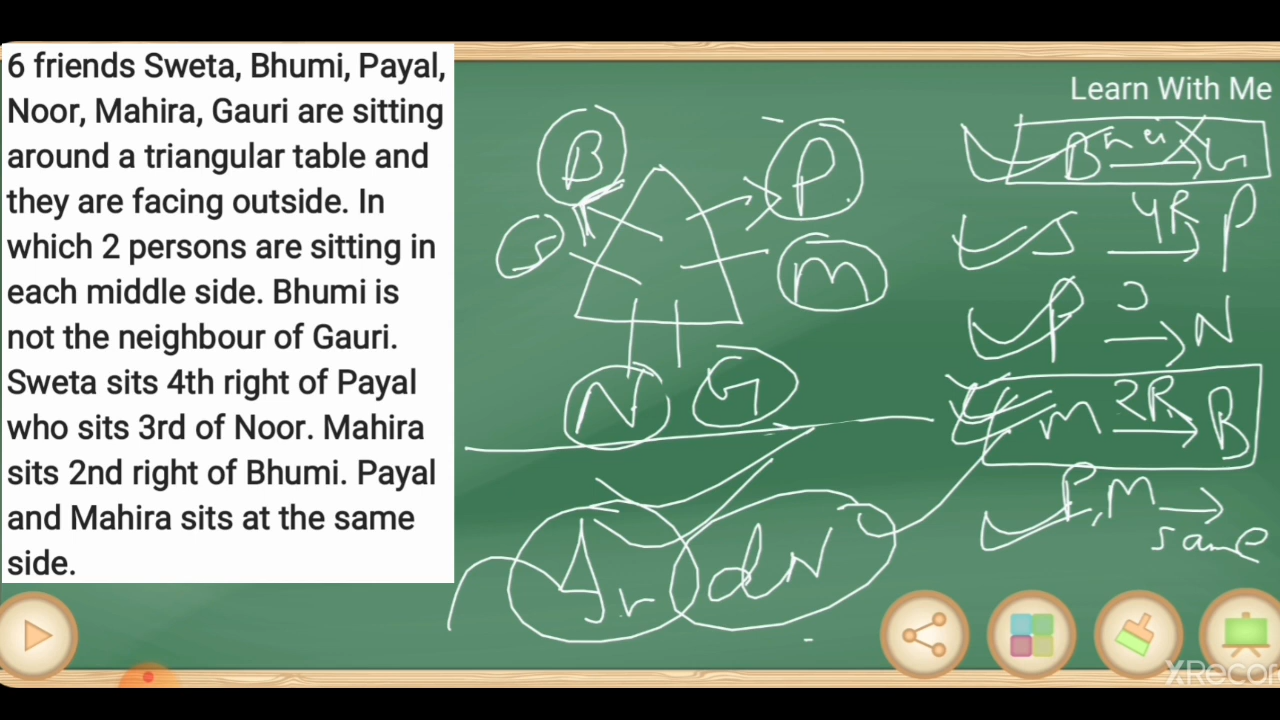 6 friends Sweta, Bhumi, Payal,
Noor, Mahira, Gauri are sitting
around a triangular table and
they are facing outside. In
which 2 persons are sitting in
each middle side. Bhumi is
not the neighbour of Gauri.
Sweta sits 4th right of Payal
who sits 3rd of Noor. Mahira
sits 2nd right of Bhumi. Payal
and Mahira sits at the same
side.
Learn With Me
B
P
S
M
N
G
B G
S 4R P
P 3 N
M 2R B
P, M same
XRecor